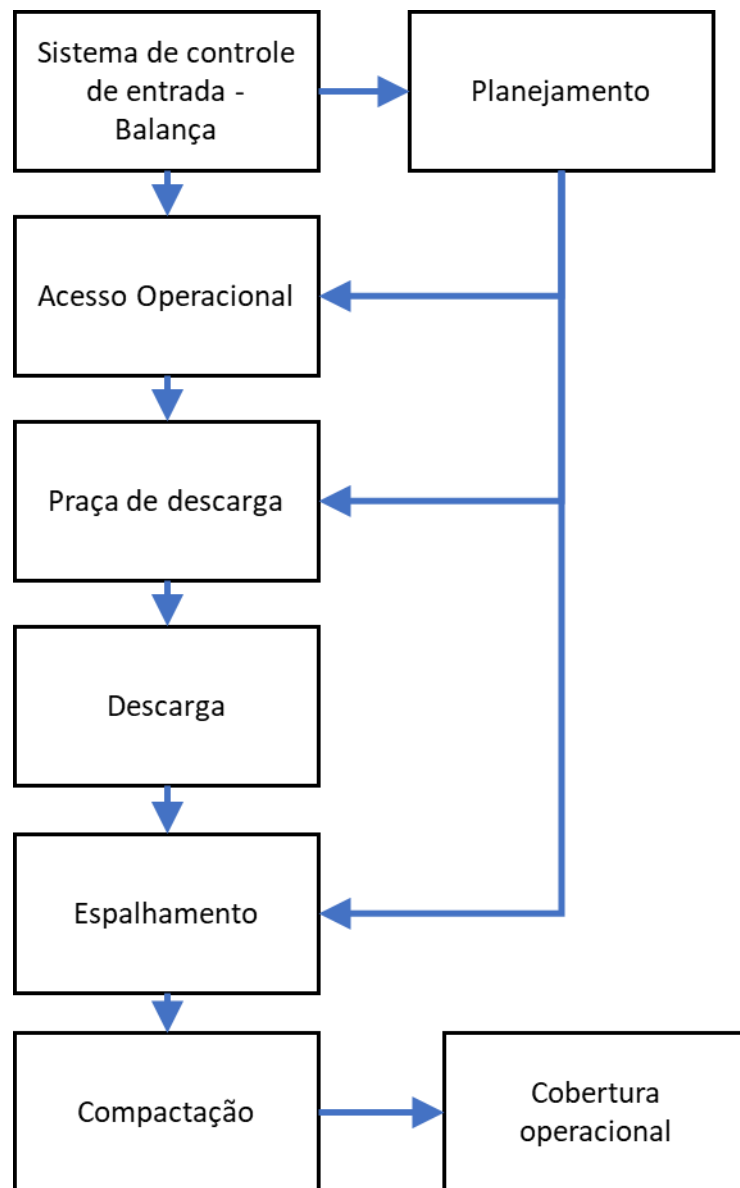 Sistema de controle
de entrada -
Balança
Planejamento
Acesso Operacional
Praça de descarga
Descarga
Espalhamento
Compactação
Cobertura
operacional